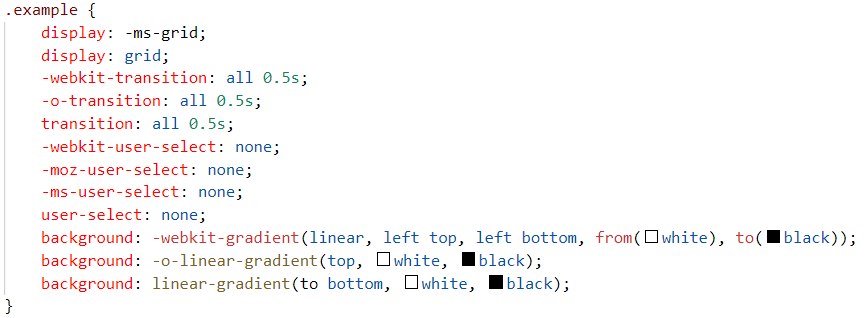 .example {
    display: -ms-grid;
    display: grid;
    -webkit-transition: all 0.5s;
    -o-transition: all 0.5s;
    transition: all 0.5s;
    -webkit-user-select: none;
    -moz-user-select: none;
    -ms-user-select: none;
    user-select: none;
    background: -webkit-gradient(linear, left top, left bottom, from(white), to(black));
    background: -o-linear-gradient(top, white, black);
    background: linear-gradient(to bottom, white, black);
}